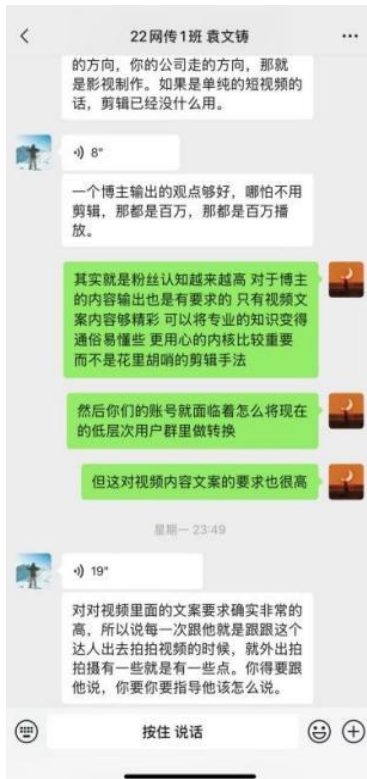 22网传1班 袁文铸
的方向，你的公司走的方向，那就
是影视制作。如果是单纯的短视频的
话，剪辑已经没什么用。
8"
一个博主输出的观点够好，哪怕不用
剪辑，那都是百万，那都是百万播
放。
其实就是粉丝认知越来越高 对于博主
的内容输出也是有要求的 只有视频文
案内容够精彩 可以将专业的知识变得
通俗易懂些 更用心的内核比较重要
而不是花里胡哨的剪辑手法
然后你们的账号就面临着怎么将现在
的低层次用户群里做转换
但这对视频内容文案的要求也很高
星期一 23:49
19"
对对视频里面的文案要求确实非常的
高，所以说每一次跟他就是跟跟这个
达人出去拍拍视频的时候，就外出拍
拍摄有一些就是有一些点。你得要跟
他说，你要你要指导他该怎么说。
按住 说话